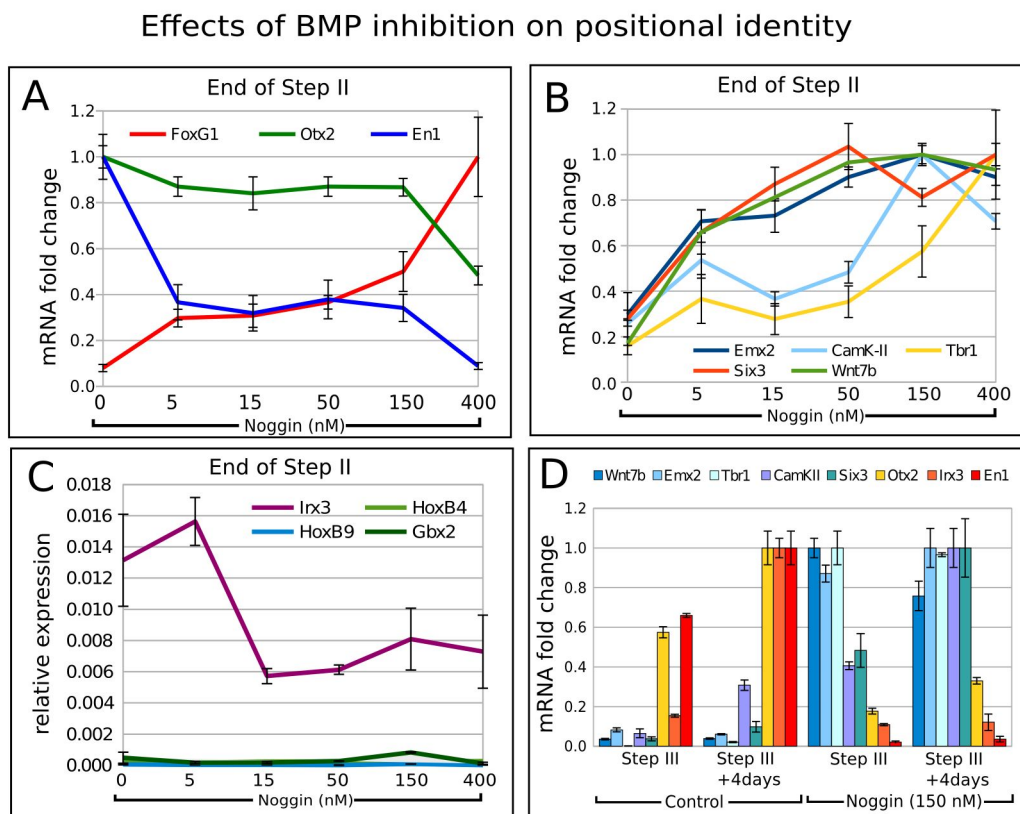 Effects of BMP inhibition on positional identity
A
End of Step II
1.2
1.0
0.8
0.6
0.4
0.2
0.0
mRNA fold change
FoxG1 Otx2 En1
0 5 15 50 150 400
Noggin (nM)
B
End of Step II
1.2
1.0
0.8
0.6
0.4
0.2
0.0
mRNA fold change
Emx2 CamK-II Tbr1
Six3 Wnt7b
0 5 15 50 150 400
Noggin (nM)
C
End of Step II
0.018
0.016
0.014
0.012
0.010
0.008
0.006
0.004
0.002
0.000
relative expression
Irx3 HoxB4
HoxB9 Gbx2
0 5 15 50 150 400
Noggin (nM)
D
Wnt7b Emx2 Tbr1 CamKII Six3 Otx2 Irx3 En1
1.2
1.0
0.8
0.6
0.4
0.2
0.0
mRNA fold change
Step III Step III Step III Step III
+4days +4days
Control Noggin (150 nM)